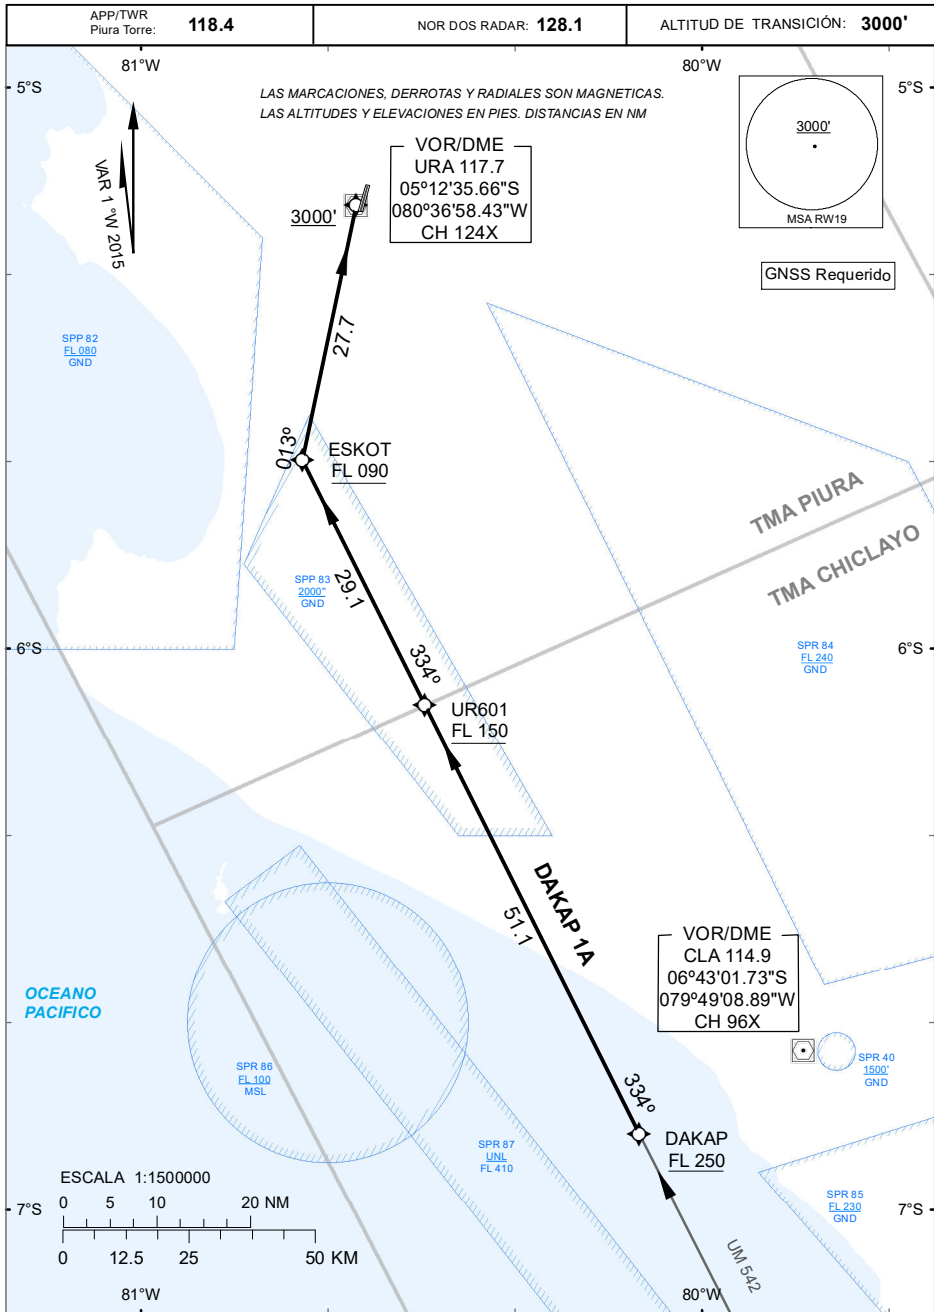 APP/TWR
Piura Torre:
118.4
NOR DOS RADAR: 128.1
ALTITUD DE TRANSICIÓN: 3000'
81°W
80°W
5°S
5°S
LAS MARCACIONES, DERROTAS Y RADIALES SON MAGNETICAS.
LAS ALTITUDES Y ELEVACIONES EN PIES. DISTANCIAS EN NM
VAR 1 °W 2015
VOR/DME
URA 117.7
05º12'35.66"S
080º36'58.43"W
CH 124X
3000'
3000'
MSA RW19
GNSS Requerido
SPP 82
FL 080
GND
27.7
013º
ESKOT
FL 090
TMA PIURA
TMA CHICLAYO
SPP 83
2000"
GND
29.1
6°S
6°S
SPR 84
FL 240
GND
334º
UR601
FL 150
DAKAP 1A
51.1
VOR/DME
CLA 114.9
06º43'01.73"S
079º49'08.89"W
CH 96X
OCEANO
PACIFICO
SPR 86
FL 100
MSL
SPR 40
1500'
GND
334º
DAKAP
FL 250
SPR 87
UNL
FL 410
SPR 85
FL 230
GND
ESCALA 1:1500000
0 5 10 20 NM
0 12.5 25 50 KM
7°S
7°S
UM 542
81°W
80°W